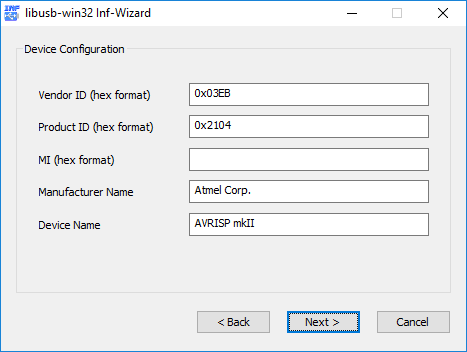 INF
libusb-win32 Inf-Wizard
Device Configuration
Vendor ID (hex format) 0x03EB
Product ID (hex format) 0x2104
MI (hex format)
Manufacturer Name Atmel Corp.
Device Name AVRISP mkII
< Back Next > Cancel